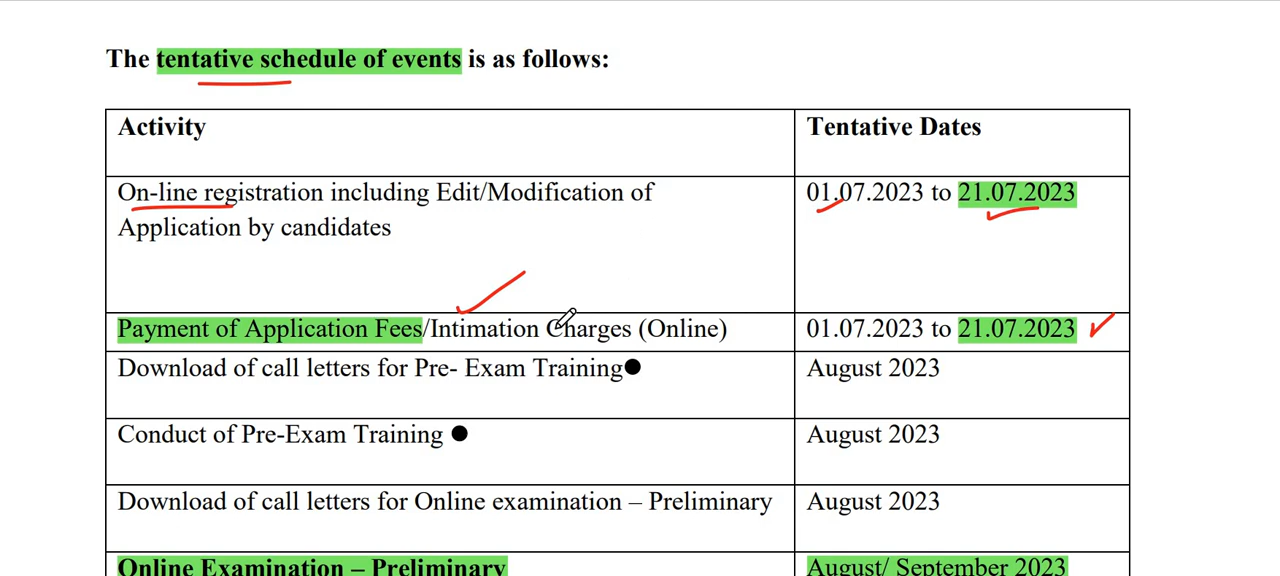 The tentative schedule of events is as follows:
Activity
Tentative Dates
On-line registration including Edit/Modification of
Application by candidates
01.07.2023 to 21.07.2023
Payment of Application Fees/Intimation Charges (Online)
01.07.2023 to 21.07.2023
Download of call letters for Pre- Exam Training●
August 2023
Conduct of Pre-Exam Training ●
August 2023
Download of call letters for Online examination – Preliminary
August 2023
Online Examination – Preliminary
August/ September 2023